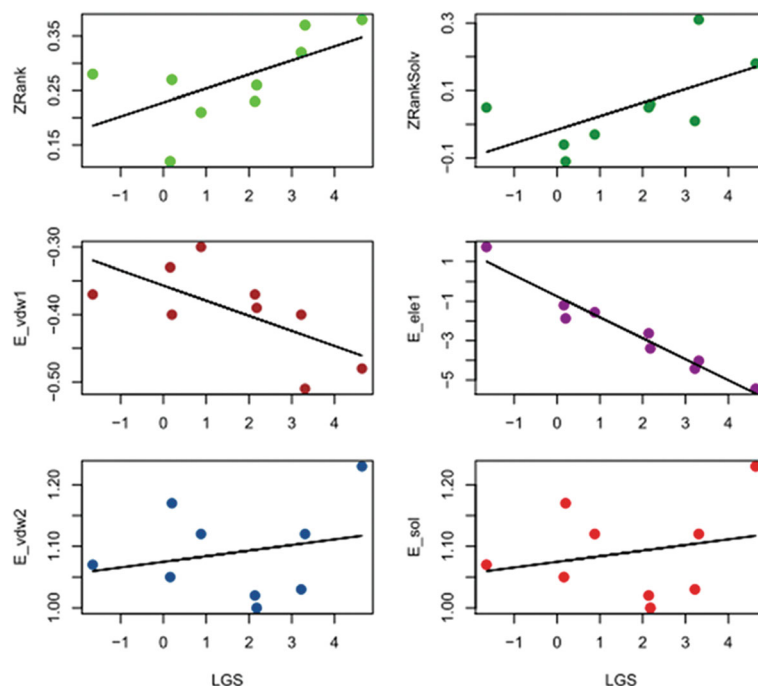 ZRank
0.35
0.25
0.15
−1 0 1 2 3 4
ZRankSolv
0.3
0.1
−0.1
−1 0 1 2 3 4
E_vdw1
−0.30
−0.40
−0.50
−1 0 1 2 3 4
E_ele1
1
−1
−3
−5
−1 0 1 2 3 4
E_vdw2
1.20
1.10
1.00
−1 0 1 2 3 4
LGS
E_sol
1.20
1.10
1.00
−1 0 1 2 3 4
LGS